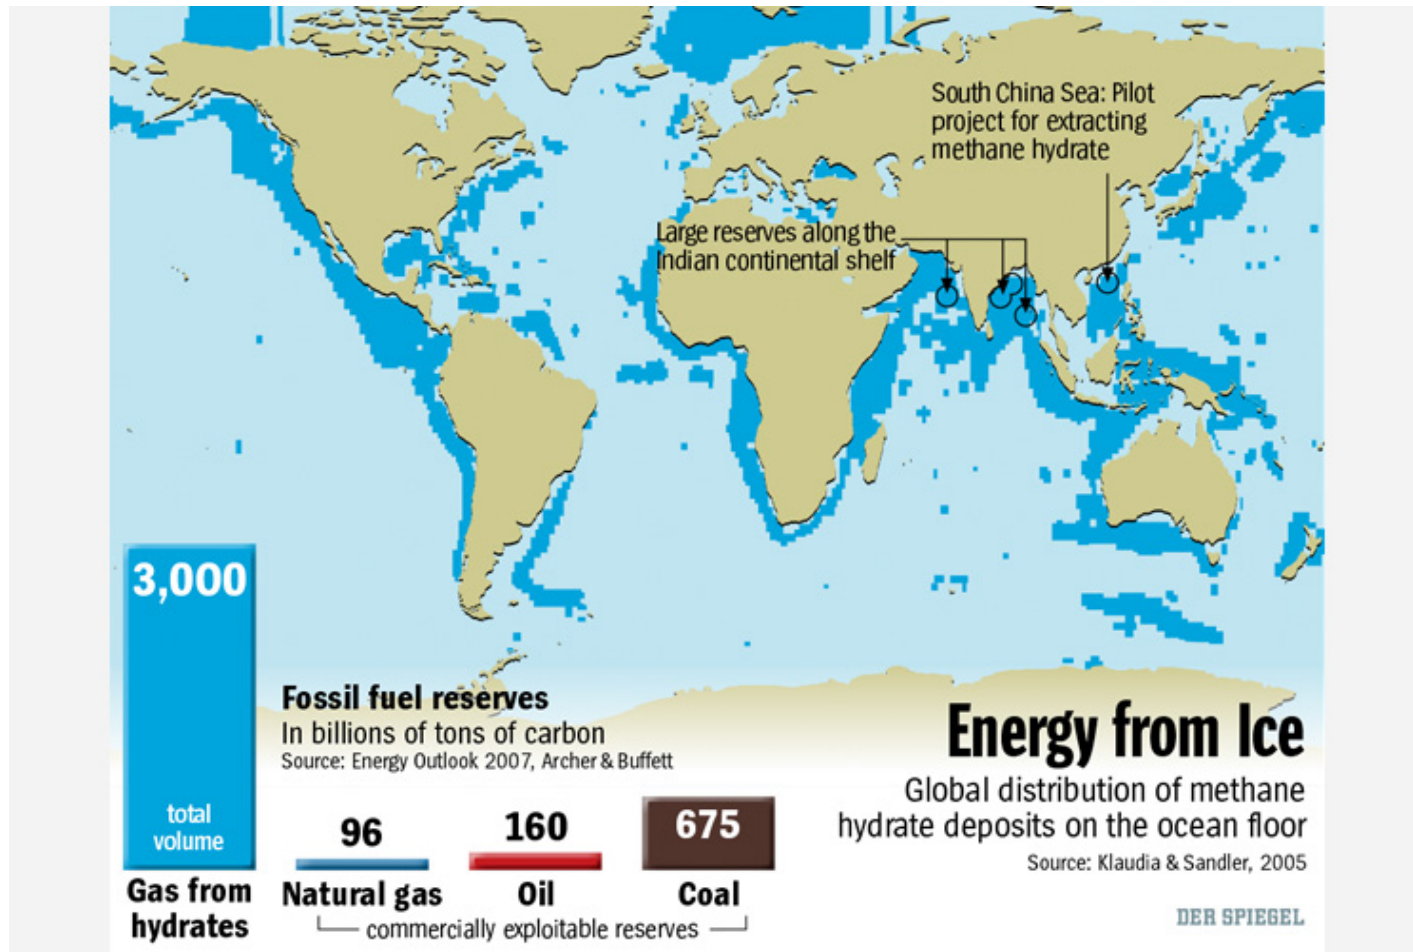 South China Sea: Pilot
project for extracting
methane hydrate
Large reserves along the
Indian continental shelf
3,000
total
volume
Gas from
hydrates
Fossil fuel reserves
In billions of tons of carbon
Source: Energy Outlook 2007, Archer & Buffett
96
Natural gas
160
Oil
675
Coal
commercially exploitable reserves
Energy from Ice
Global distribution of methane
hydrate deposits on the ocean floor
Source: Klaudia & Sandler, 2005
DER SPIEGEL